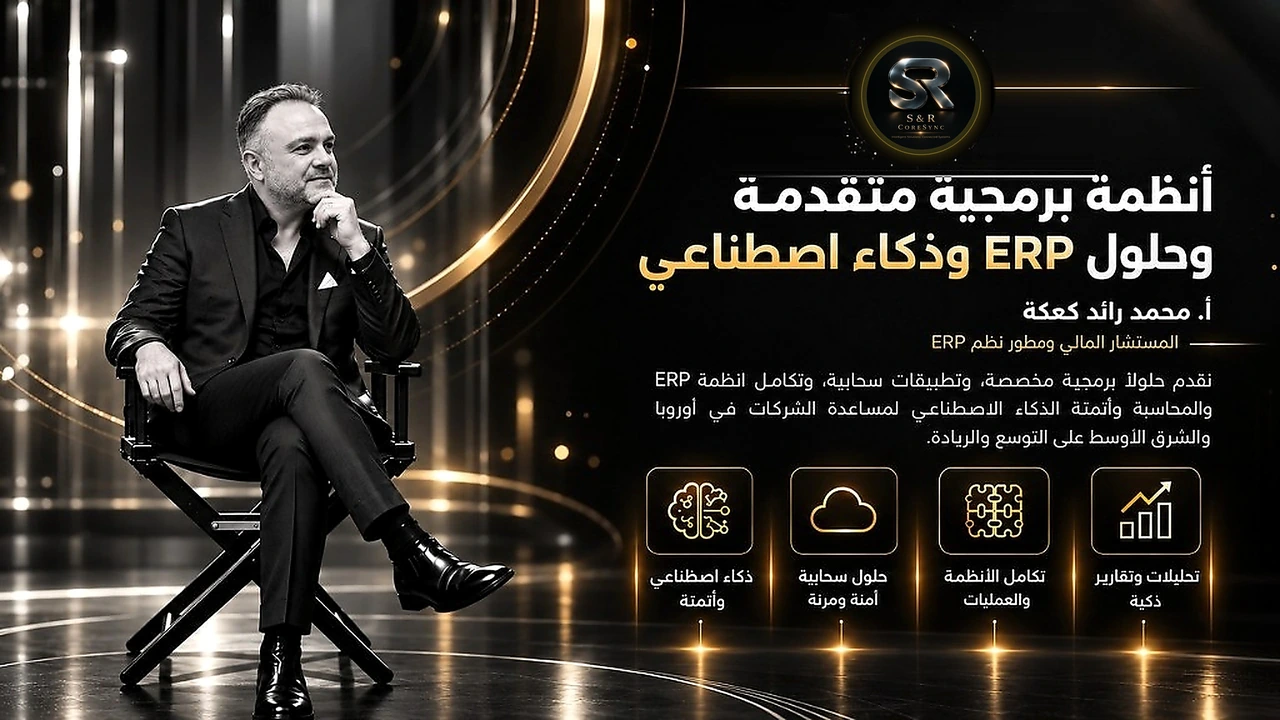 SR
S & R
CORESYNC
أنظمة برمجية متقدمة
وحلول ERP وذكاء اصطناعي
أ. محمد رائد كعكة
المستشار المالي ومطور نظم ERP
نقدم حلولاً برمجية مخصصة، وتطبيقات سحابية، وتكامل انظمة ERP
والمحاسبة وأتمتة الذكاء الاصطناعي لمساعدة الشركات في أوروبا
والشرق الأوسط على التوسع والريادة.
تحليلات وتقارير
ذكية
تكامل الأنظمة
والعمليات
حلول سحابية
أمنة ومرنة
ذكاء اصطناعي
وأتمتة